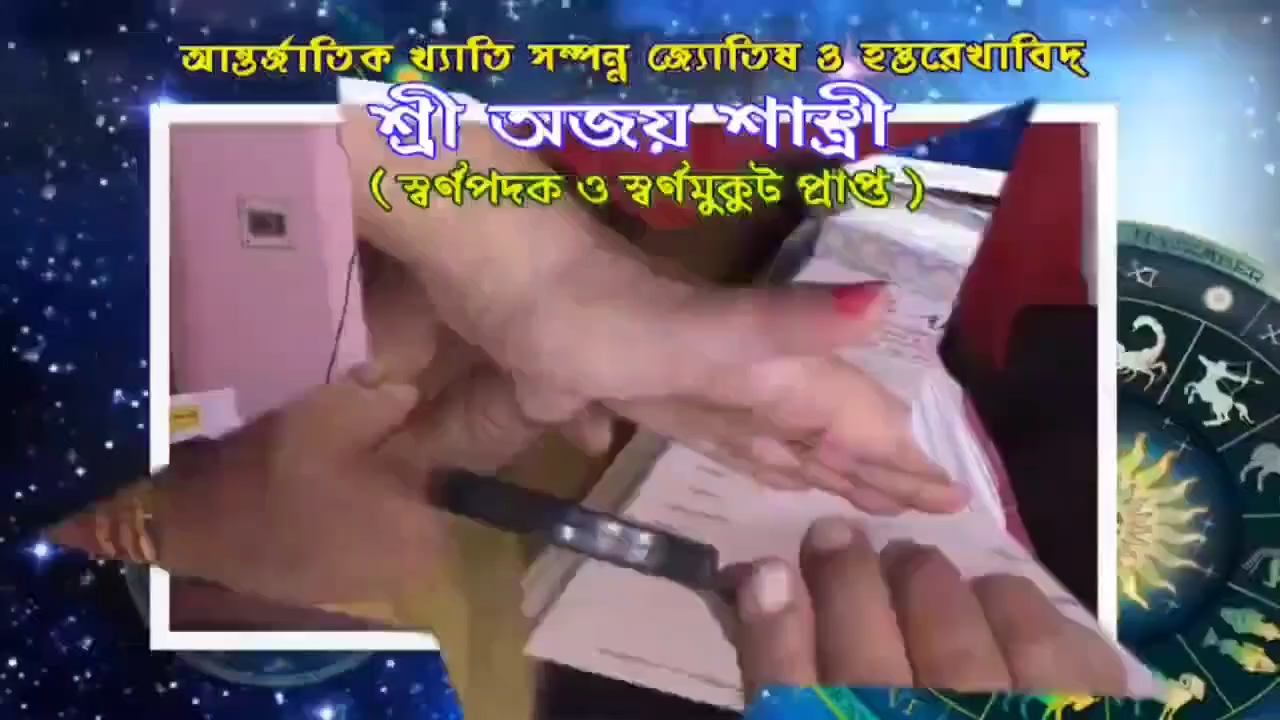 আন্তর্জাতিক খ্যাতি সম্পন্ন জ্যোতিষ ও হস্তরেখাবিদ
শ্রী অজয় শাস্ত্রী
( স্বর্ণপদক ও স্বর্ণমুকুট প্রাপ্ত )